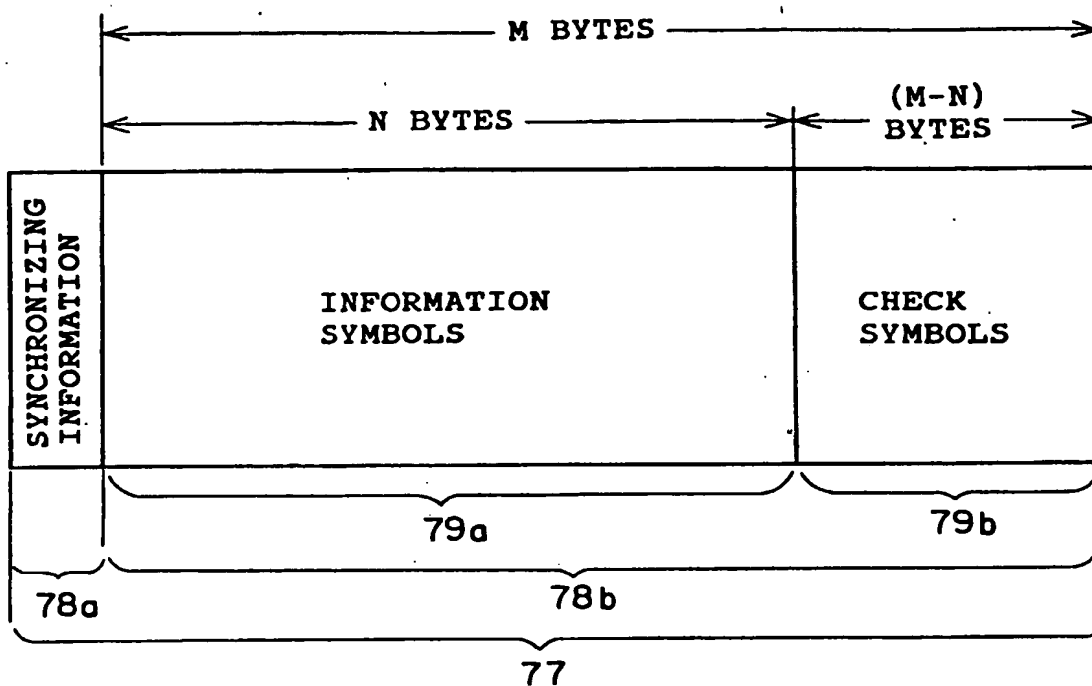 M BYTES
N BYTES
(M-N)
BYTES
SYNCHRONIZING
INFORMATION
INFORMATION
SYMBOLS
CHECK
SYMBOLS
79a
79b
78a
78b
77